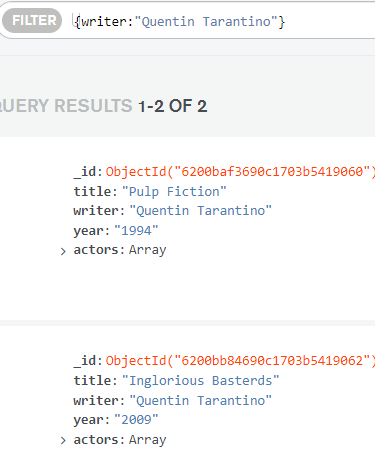 FILTER {writer:"Quentin Tarantino"}
QUERY RESULTS 1-2 OF 2
_id: ObjectId("6200baf3690c1703b5419060")
title: "Pulp Fiction"
writer: "Quentin Tarantino"
year: "1994"
> actors: Array
_id: ObjectId("6200bb84690c1703b5419062")
title: "Inglorious Basterds"
writer: "Quentin Tarantino"
year: "2009"
> actors: Array